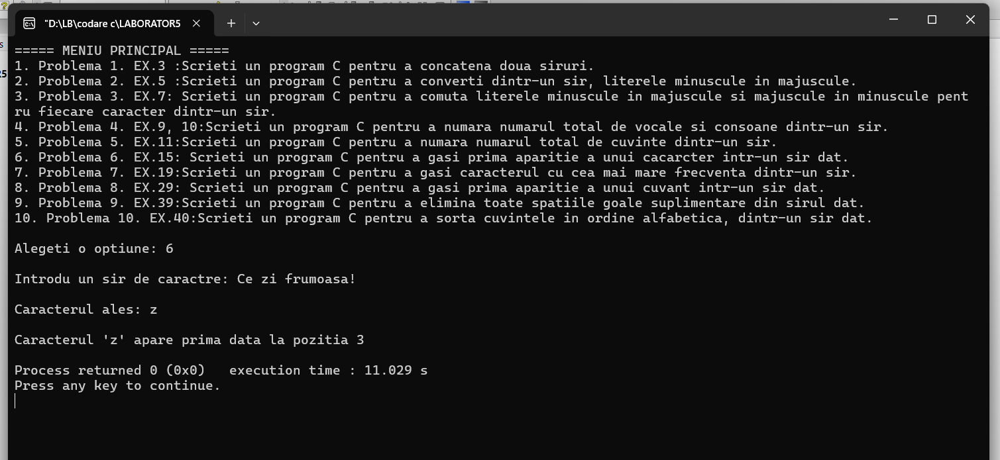 "D:\LB\codare c\LABORATOR5
===== MENIU PRINCIPAL =====
1. Problema 1. EX.3 :Scrieti un program C pentru a concatena doua siruri.
2. Problema 2. EX.5 :Scrieti un program C pentru a converti dintr-un sir, literele minuscule in majuscule.
3. Problema 3. EX.7: Scrieti un program C pentru a comuta literele minuscule in majuscule si majuscule in minuscule pent
ru fiecare caracter dintr-un sir.
4. Problema 4. EX.9, 10:Scrieti un program C pentru a numara numarul total de vocale si consoane dintr-un sir.
5. Problema 5. EX.11:Scrieti un program C pentru a numara numarul total de cuvinte dintr-un sir.
6. Problema 6. EX.15: Scrieti un program C pentru a gasi prima aparitie a unui cacarcter intr-un sir dat.
7. Problema 7. EX.19:Scrieti un program C pentru a gasi caracterul cu cea mai mare frecventa dintr-un sir.
8. Problema 8. EX.29: Scrieti un program C pentru a gasi prima aparitie a unui cuvant intr-un sir dat.
9. Problema 9. EX.39:Scrieti un program C pentru a elimina toate spatiile goale suplimentare din sirul dat.
10. Problema 10. EX.40:Scrieti un program C pentru a sorta cuvintele in ordine alfabetica, dintr-un sir dat.
Alegeti o optiune: 6
Introdu un sir de caractre: Ce zi frumoasa!
Caracterul ales: z
Caracterul 'z' apare prima data la pozitia 3
Process returned 0 (0x0)   execution time : 11.029 s
Press any key to continue.